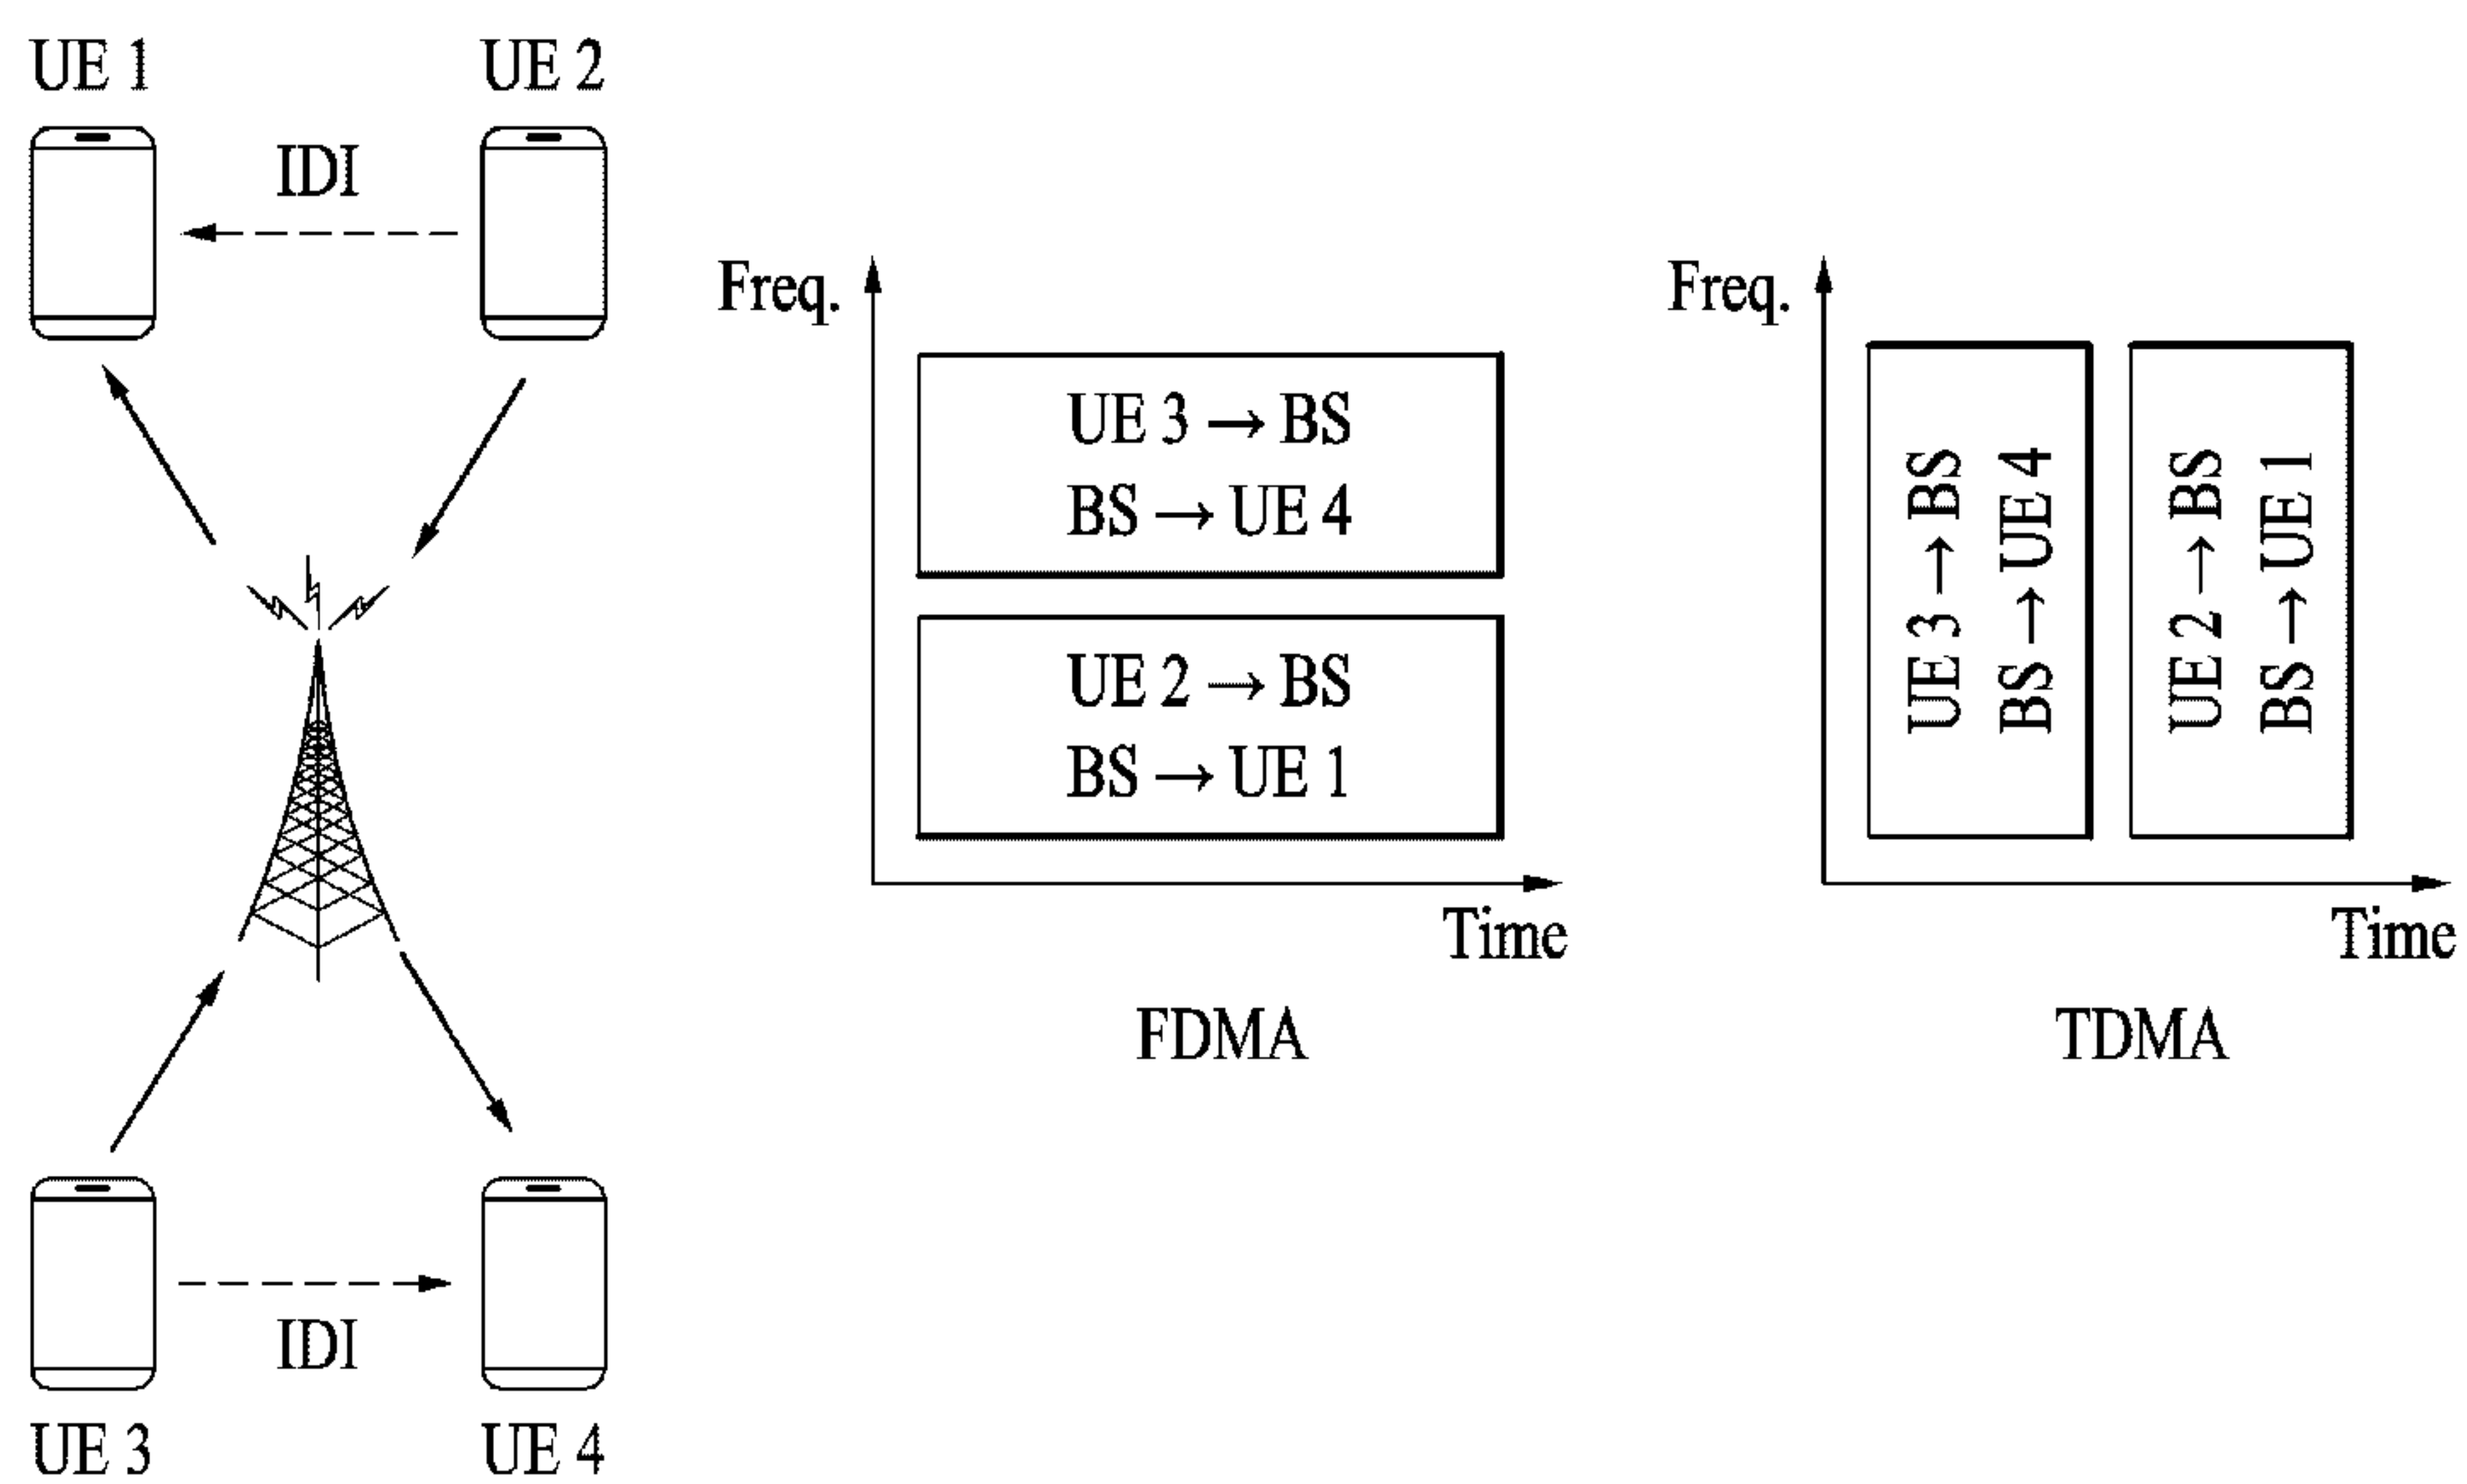 UE 1
UE 2
IDI
IDI
UE 3
UE 4
Freq.
UE 3 → BS
BS → UE 4
UE 2 → BS
BS → UE 1
Time
FDMA
Freq.
UE 3 → BS
BS → UE 4
UE 2 → BS
BS → UE 1
Time
TDMA